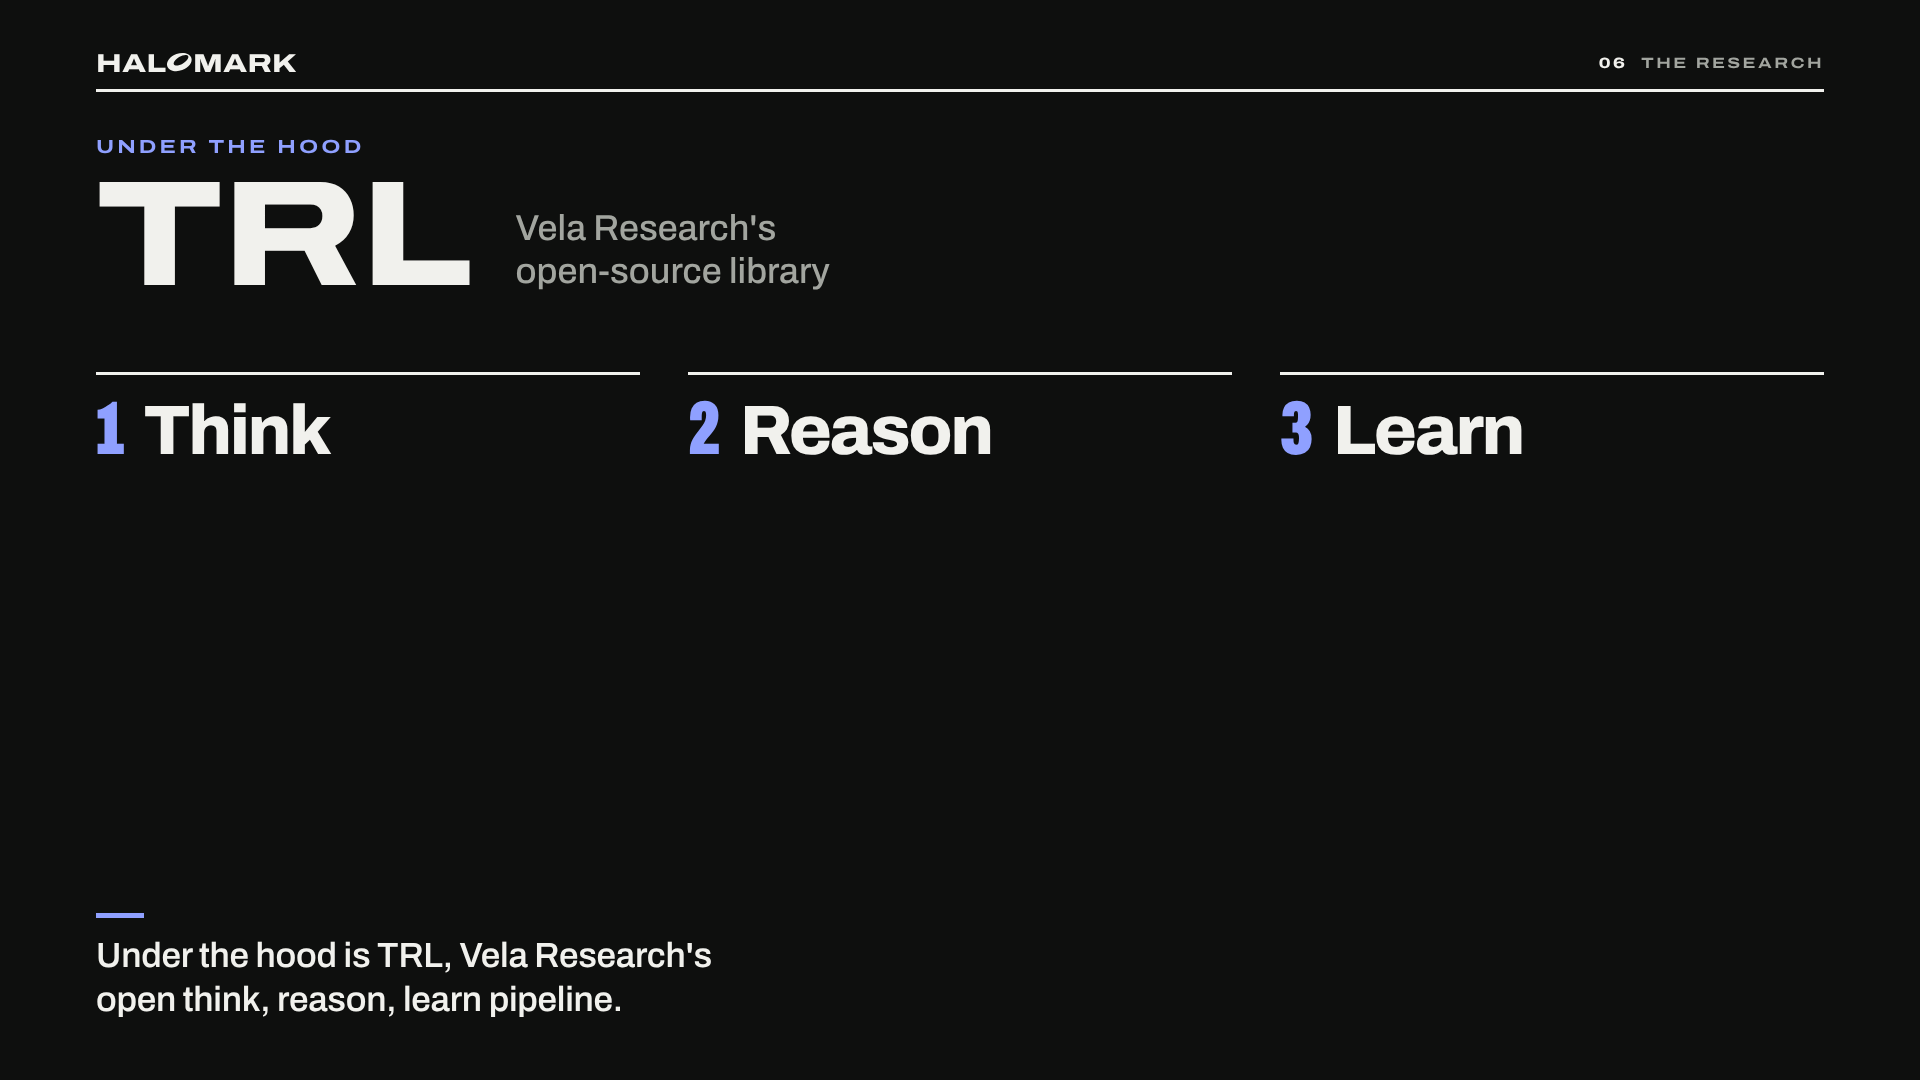 HALOMARK
06 THE RESEARCH
UNDER THE HOOD
TRL
Vela Research's
open-source library
1 Think
2 Reason
3 Learn
Under the hood is TRL, Vela Research's
open think, reason, learn pipeline.